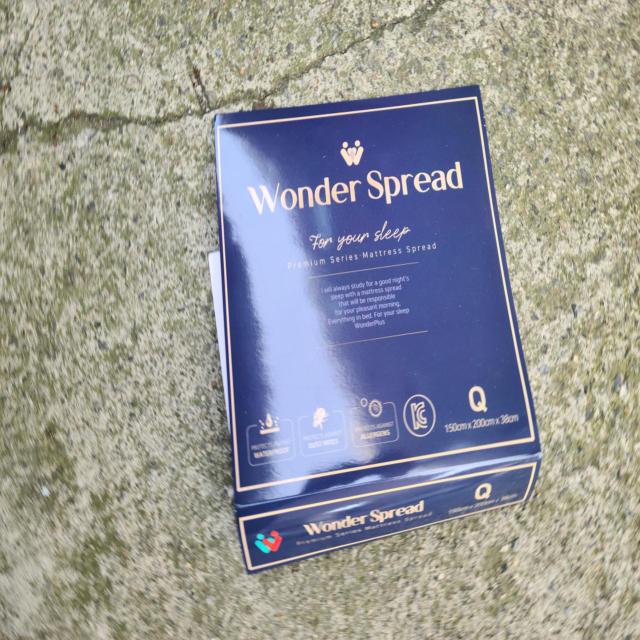 Wonder Spread
For your sleep
Premium Series Mattress Spread
I will always study for a good night's
sleep with a mattress spread
that will be responsible
for your pleasant morning.
Everything in bed. For your sleep
WonderPlus
WATERPROOF
ALLERGENS
Q
150cm x 200cm x 38cm
Wonder Spread
Premium Series Mattress Spread
Q